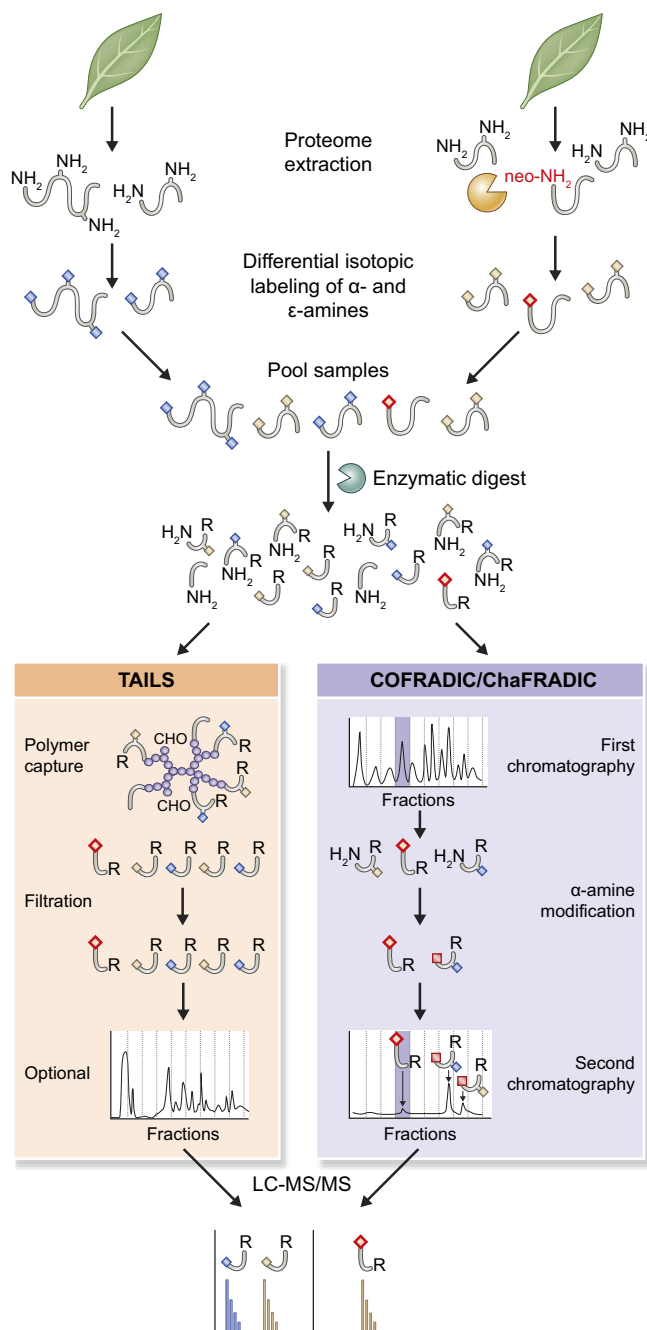 Proteome
extraction
NH2
NH2
H2N
NH2
NH2
NH2
H2N
NH2
neo-NH2
Differential isotopic
labeling of α- and
ε-amines
Pool samples
Enzymatic digest
H2N
R
R
NH2
R
NH2
R
NH2
R
R
H2N
R
NH2
R
R
NH2
R
R
NH2
R
TAILS
Polymer
capture
CHO
R
R
R
R
CHO
R
R
R
R
R
Filtration
R
R
R
R
R
Optional
Fractions
COFRADIC/ChaFRADIC
First
chromatography
Fractions
H2N
R
R
H2N
R
α-amine
modification
R
R
R
R
R
Second
chromatography
Fractions
LC-MS/MS
R
R
R